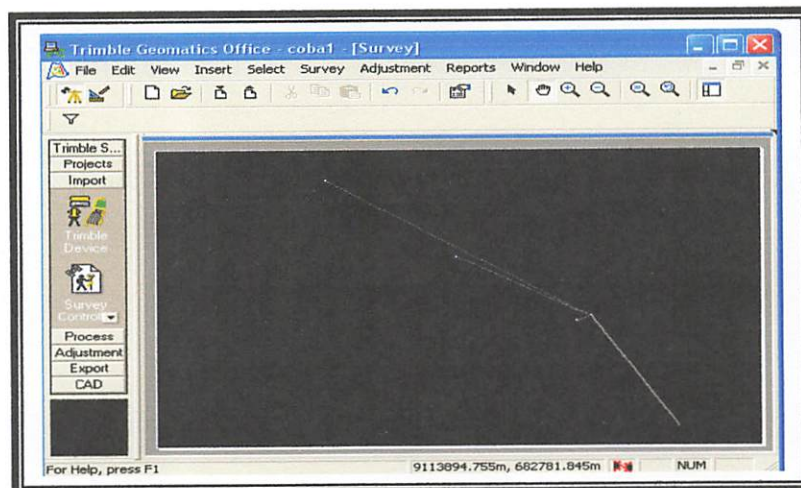 Trimble Geomatics Office - coba1 - [Survey]
File Edit View Insert Select Survey Adjustment Reports Window Help
Trimble S...
Projects
Import
Trimble
Device
Survey
Process
Adjustment
Export
CAD
For Help, press F1
9113894.755m, 682781.845m
NUM